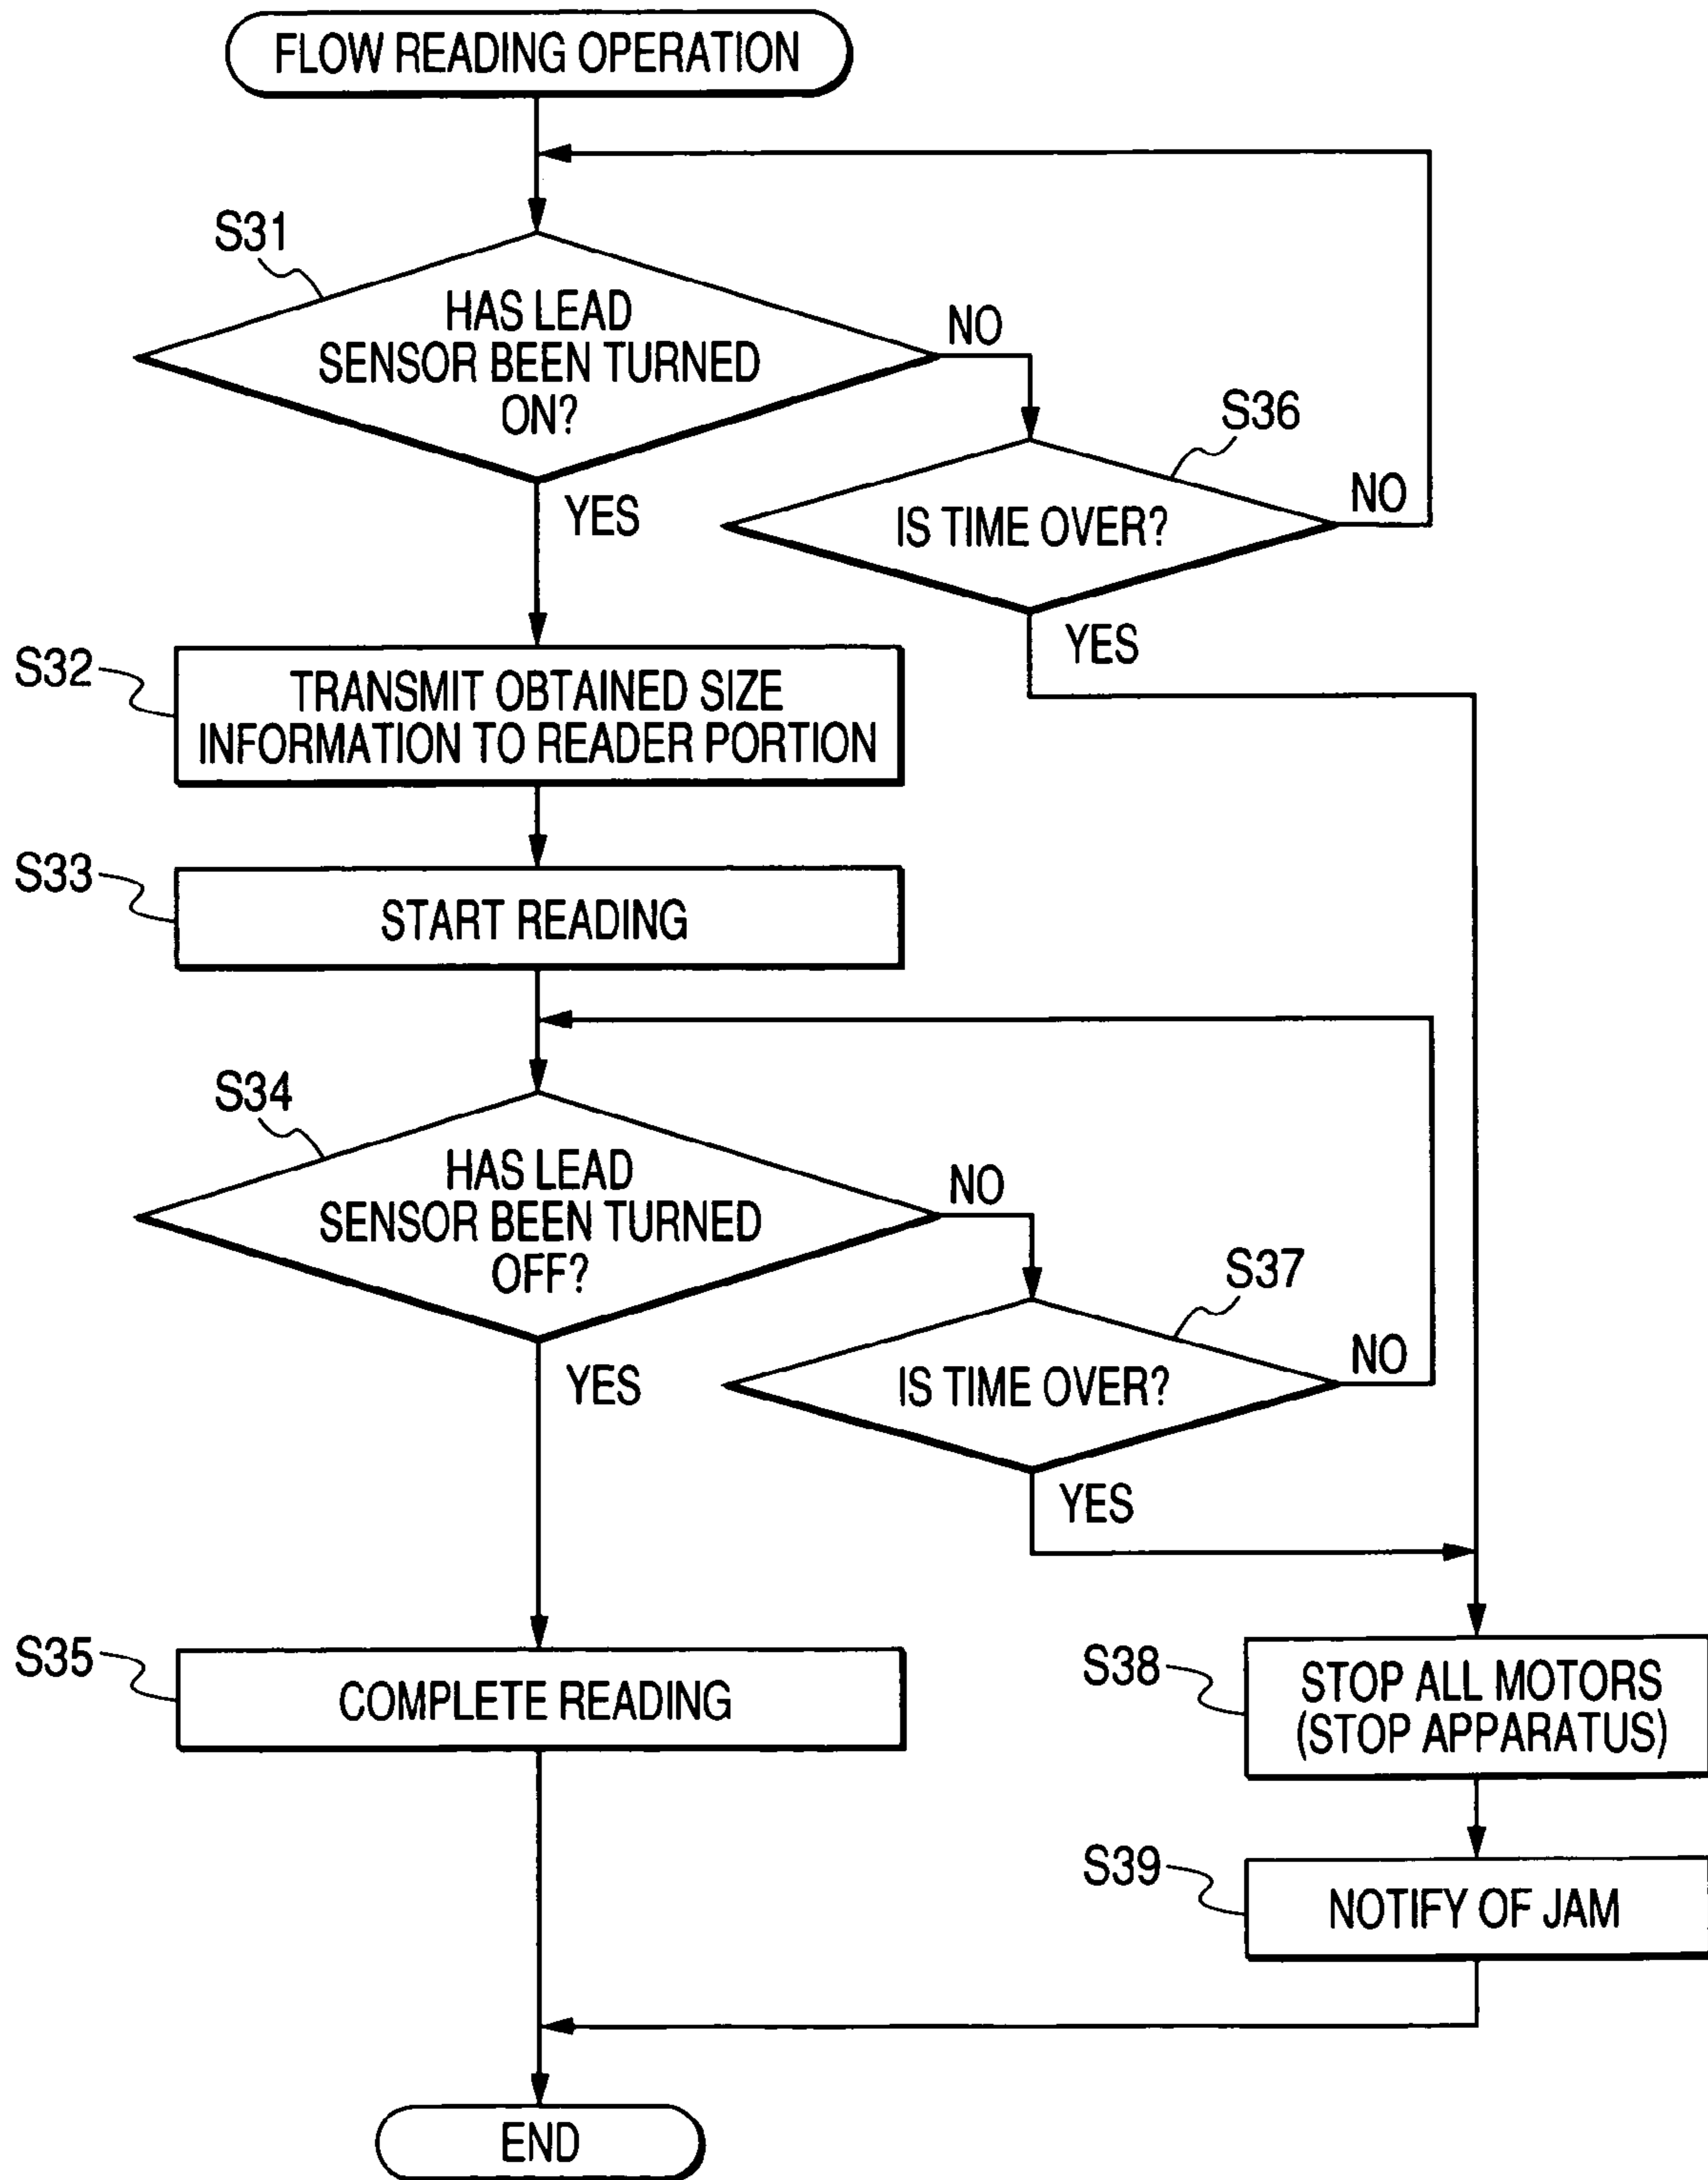 FLOW READING OPERATION
S31
HAS LEAD
SENSOR BEEN TURNED
ON?
NO
YES
S36
IS TIME OVER?
NO
YES
S32
TRANSMIT OBTAINED SIZE
INFORMATION TO READER PORTION
S33
START READING
S34
HAS LEAD
SENSOR BEEN TURNED
OFF?
NO
YES
S37
IS TIME OVER?
NO
YES
S35
COMPLETE READING
S38
STOP ALL MOTORS
(STOP APPARATUS)
S39
NOTIFY OF JAM
END